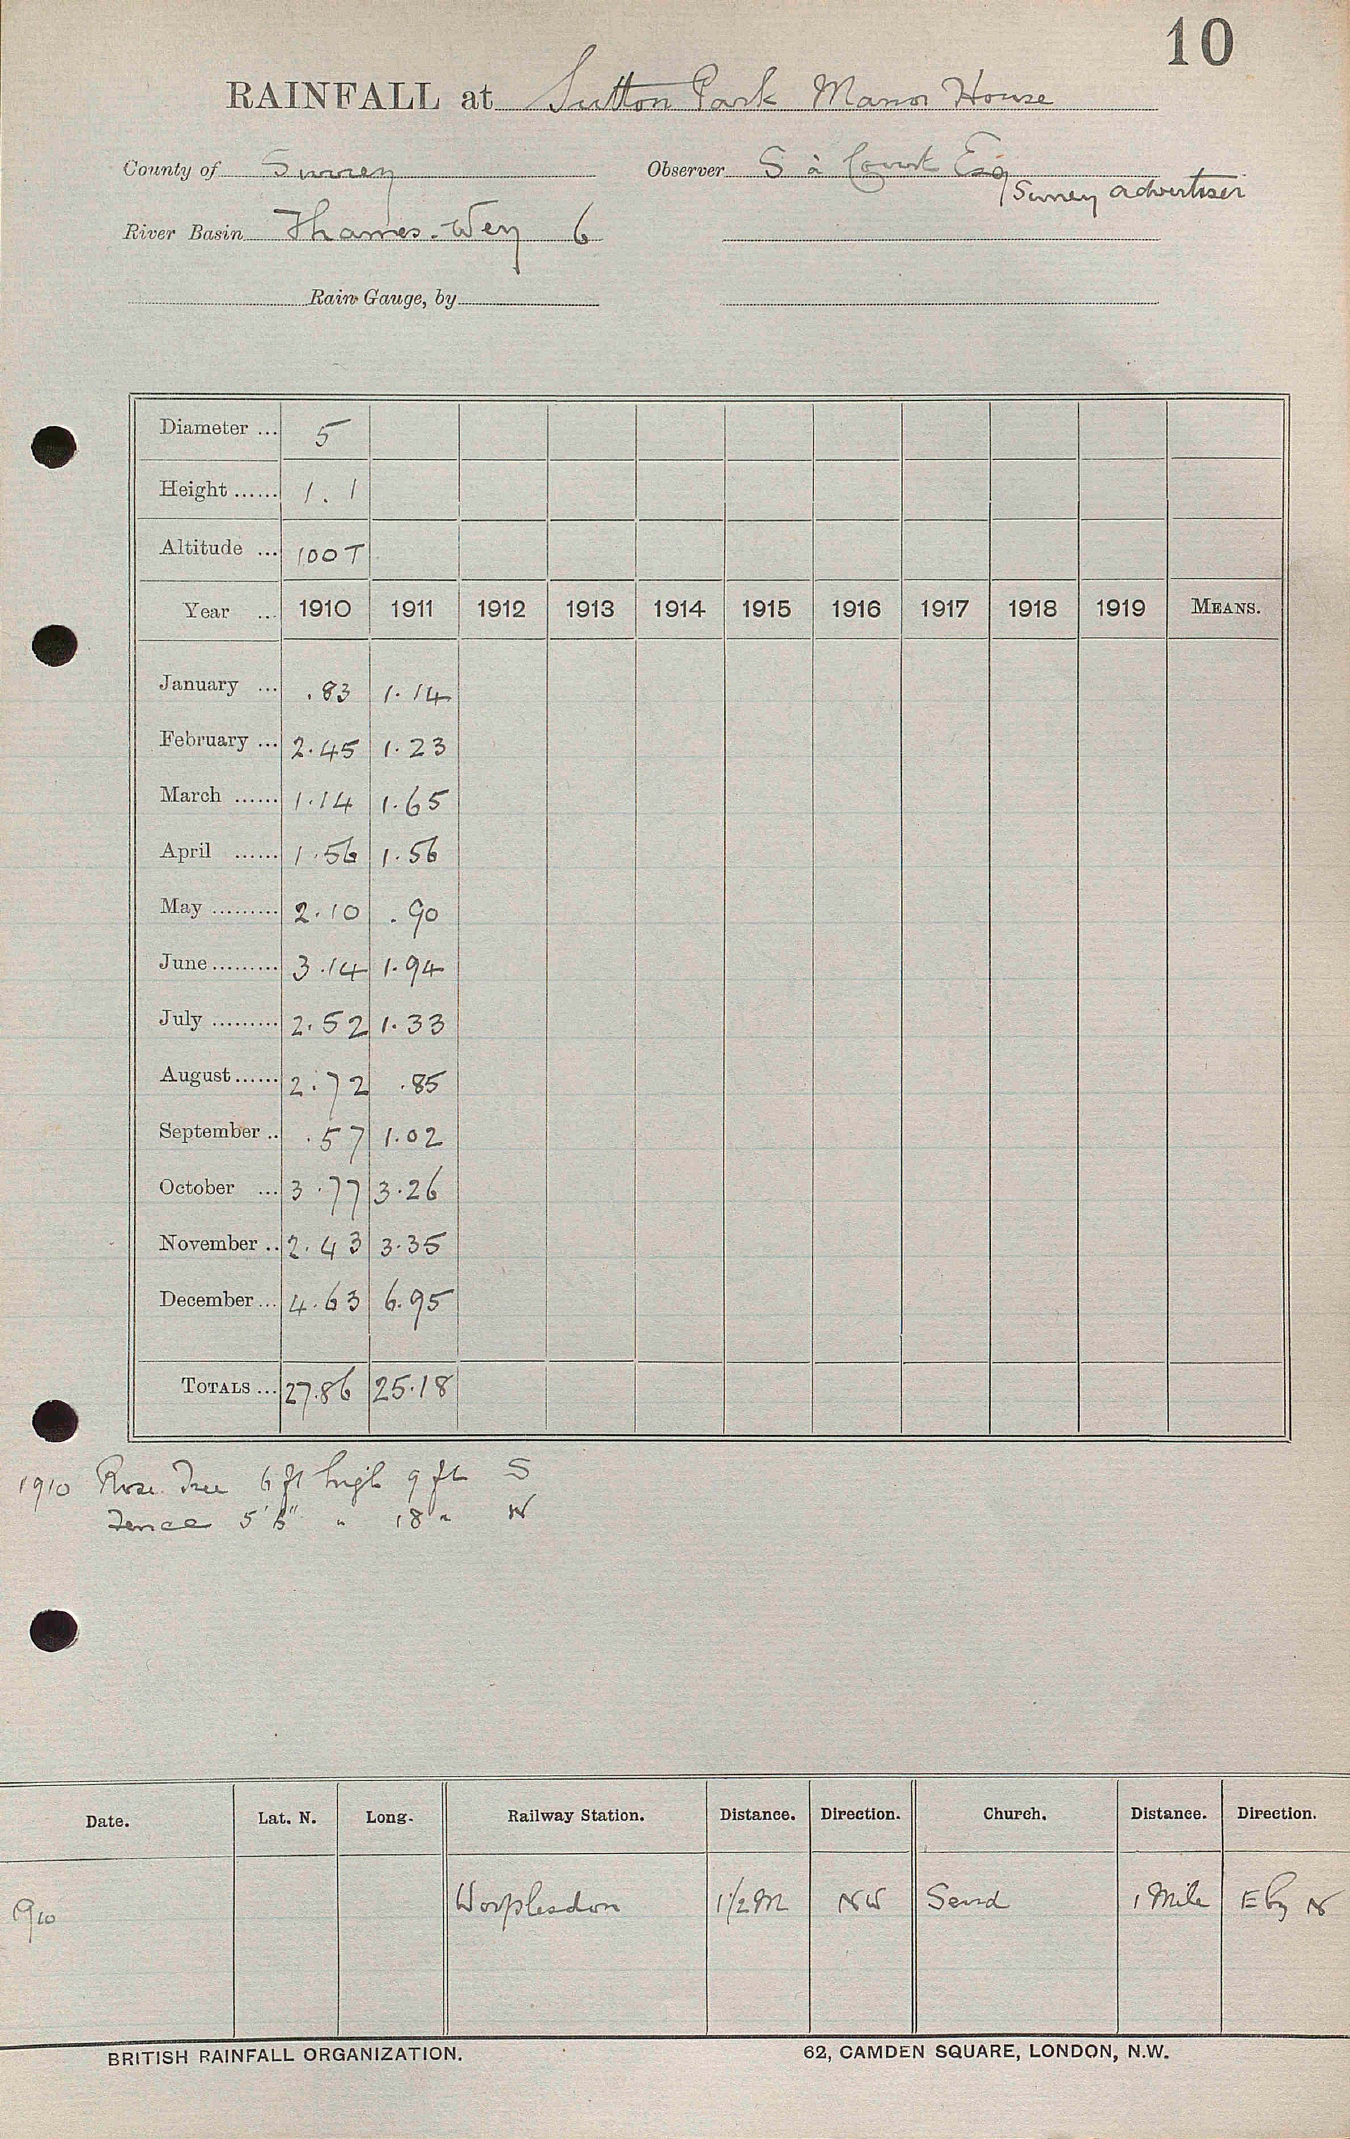 10
RAINFALL at Sutton Park Manor House
County of Surrey Observer S à Court Esq
Surrey advertiser
River Basin Thames-Wey 6
Rain Gauge, by
Diameter ... 5
Height ...... 1.1
Altitude ... 100 T
Year ... 1910 1911 1912 1913 1914 1915 1916 1917 1918 1919 MEANS.
January ... .83 1.14
February ... 2.45 1.23
March ...... 1.14 1.65
April ...... 1.56 1.56
May ......... 2.10 .90
June ......... 3.14 1.94
July ......... 2.52 1.33
August ...... 2.72 .85
September .. .57 1.02
October ... 3.77 3.26
November .. 2.43 3.35
December ... 4.63 6.95
TOTALS ... 27.86 25.18
1910 Rose Tree 6 ft high 9 ft S
Fence 5' 6" " 18 " N
Date. Lat. N. Long. Railway Station. Distance. Direction. Church. Distance. Direction.
1910 Worplesdon 1 1/2 M NW Send 1 Mile E by N
BRITISH RAINFALL ORGANIZATION. 62, CAMDEN SQUARE, LONDON, N.W.